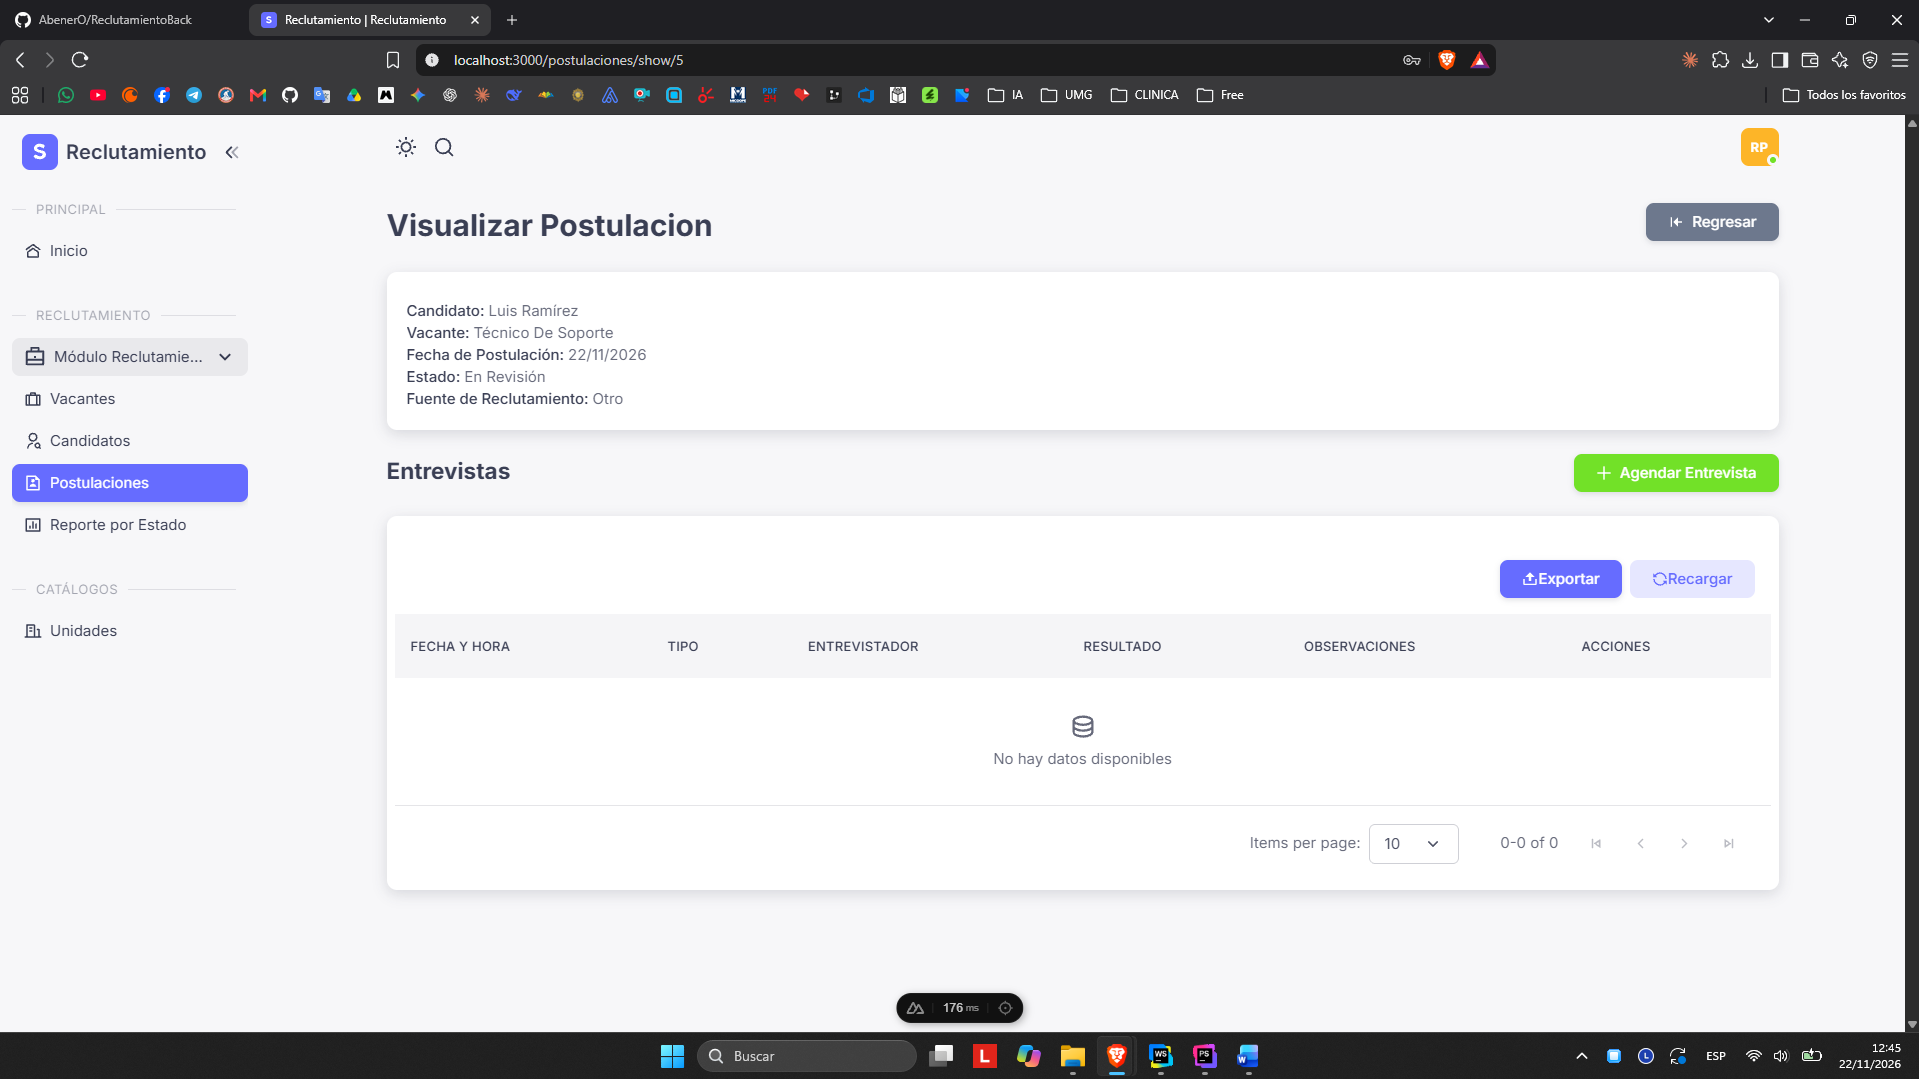 AbenerO/ReclutamientoBack
S Reclutamiento | Reclutamiento
localhost:3000/postulaciones/show/5
IA UMG CLINICA Free Todos los favoritos
S Reclutamiento
RP
PRINCIPAL
Inicio
RECLUTAMIENTO
Módulo Reclutamie...
Vacantes
Candidatos
Postulaciones
Reporte por Estado
CATÁLOGOS
Unidades
Visualizar Postulacion
Regresar
Candidato: Luis Ramírez
Vacante: Técnico De Soporte
Fecha de Postulación: 22/11/2026
Estado: En Revisión
Fuente de Reclutamiento: Otro
Entrevistas
Agendar Entrevista
Exportar Recargar
FECHA Y HORA TIPO ENTREVISTADOR RESULTADO OBSERVACIONES ACCIONES
No hay datos disponibles
Items per page: 10 0-0 of 0
176 ms
Buscar
L
WS
PS
W
L
ESP
12:45
22/11/2026